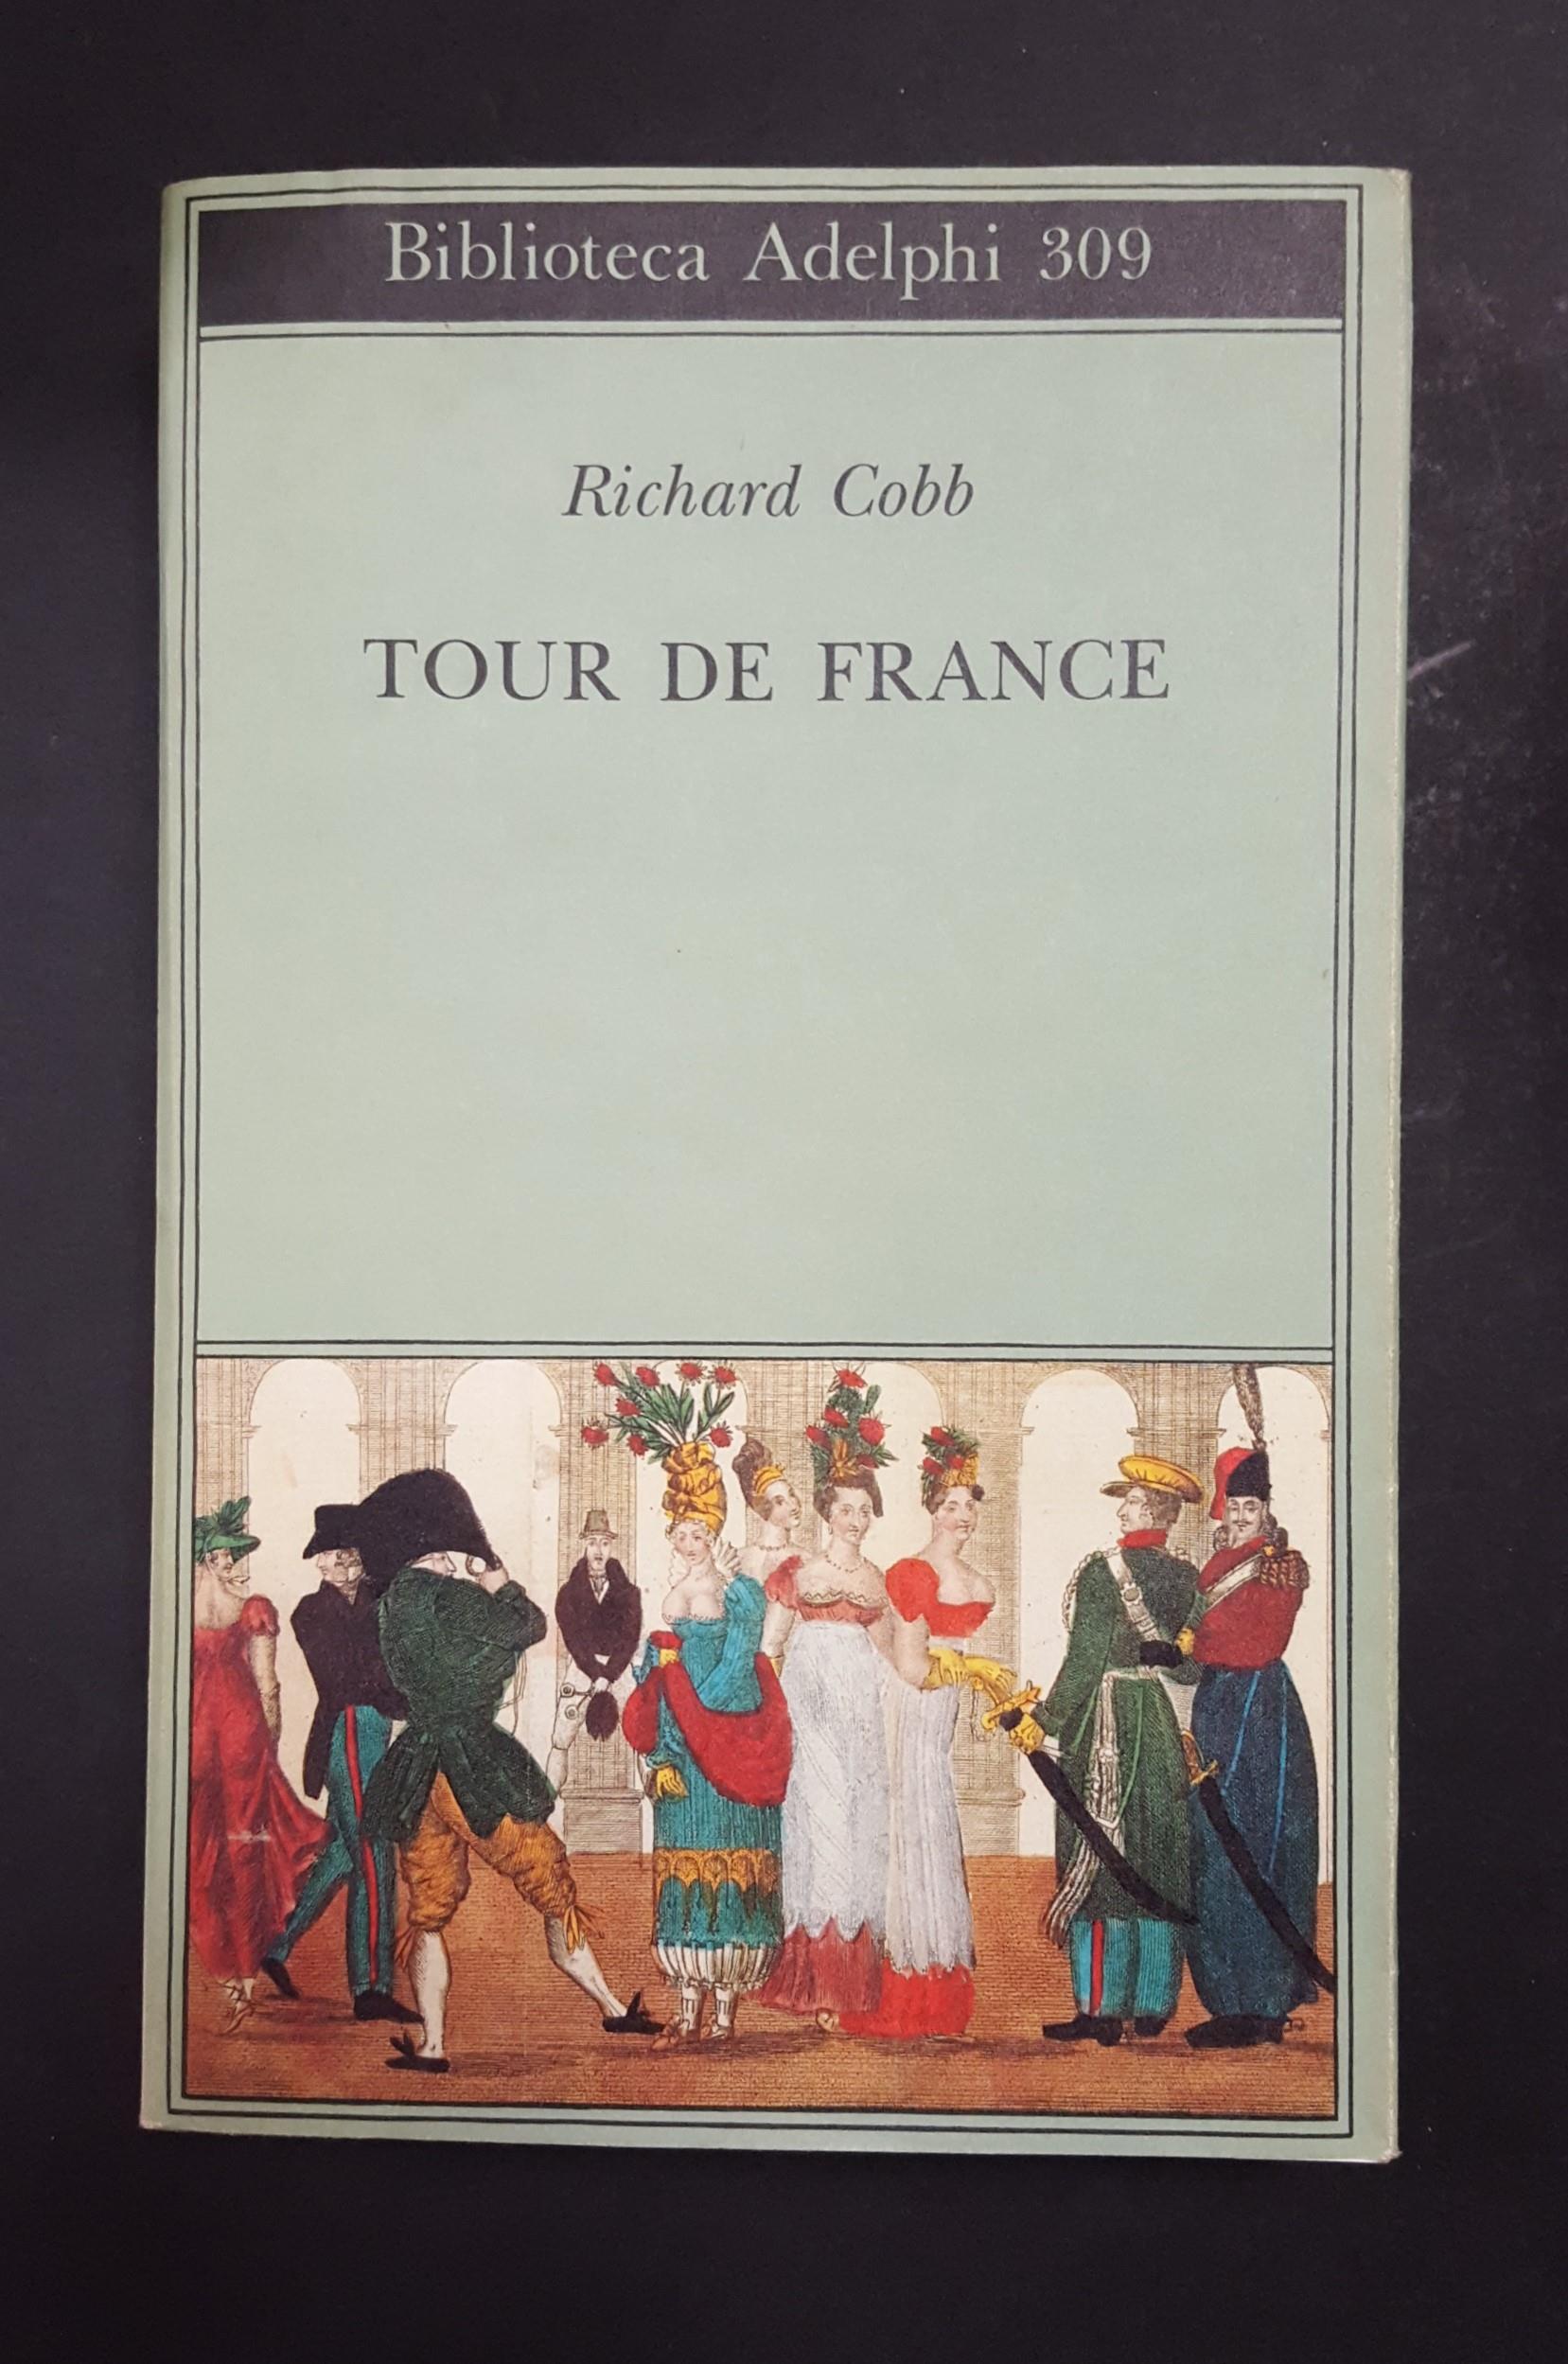 Biblioteca Adelphi 309
Richard Cobb
TOUR DE FRANCE